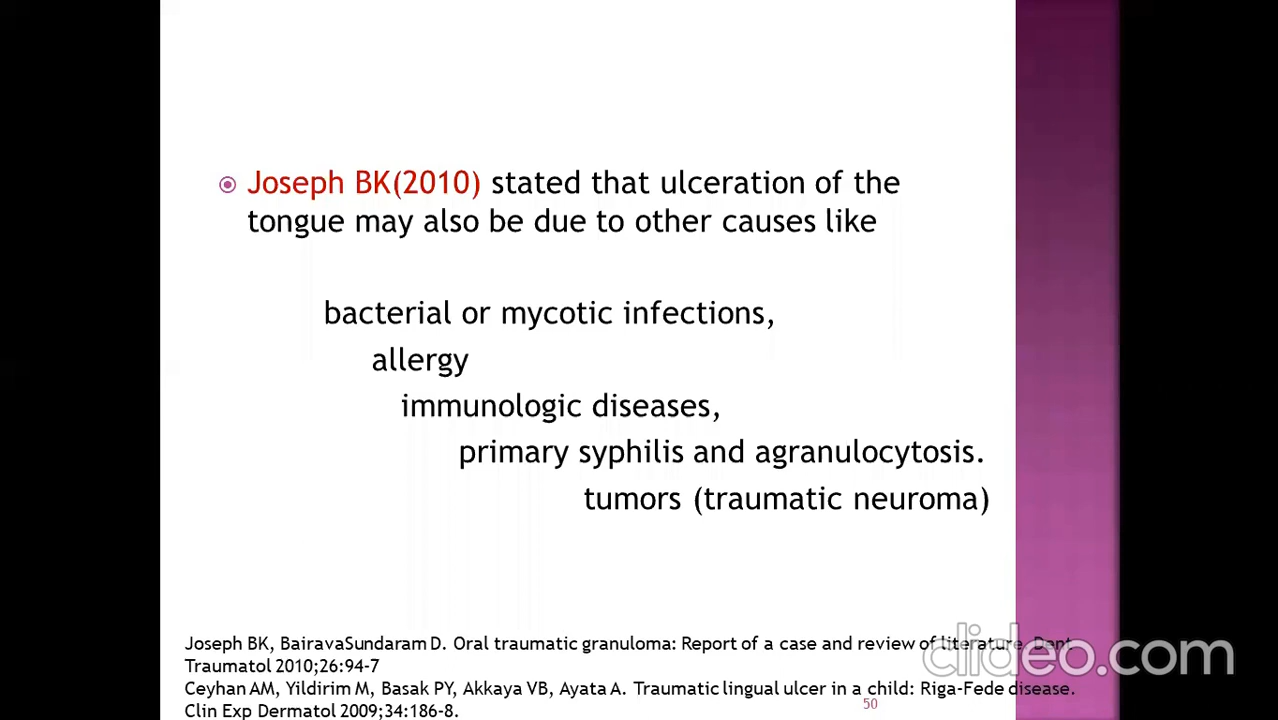 Joseph BK(2010) stated that ulceration of the
tongue may also be due to other causes like
bacterial or mycotic infections,
allergy
immunologic diseases,
primary syphilis and agranulocytosis.
tumors (traumatic neuroma)
Joseph BK, BairavaSundaram D. Oral traumatic granuloma: Report of a case and review of literature. Dent
Traumatol 2010;26:94-7
Ceyhan AM, Yildirim M, Basak PY, Akkaya VB, Ayata A. Traumatic lingual ulcer in a child: Riga-Fede disease.
Clin Exp Dermatol 2009;34:186-8.
50
clideo.com